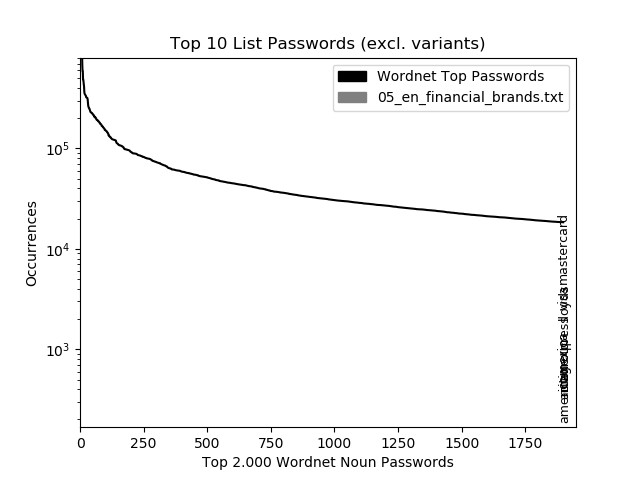 Top 10 List Passwords (excl. variants)
Wordnet Top Passwords
05_en_financial_brands.txt
Occurrences
10^5
10^4
10^3
mastercard
0
250
500
750
1000
1250
1500
1750
Top 2.000 Wordnet Noun Passwords